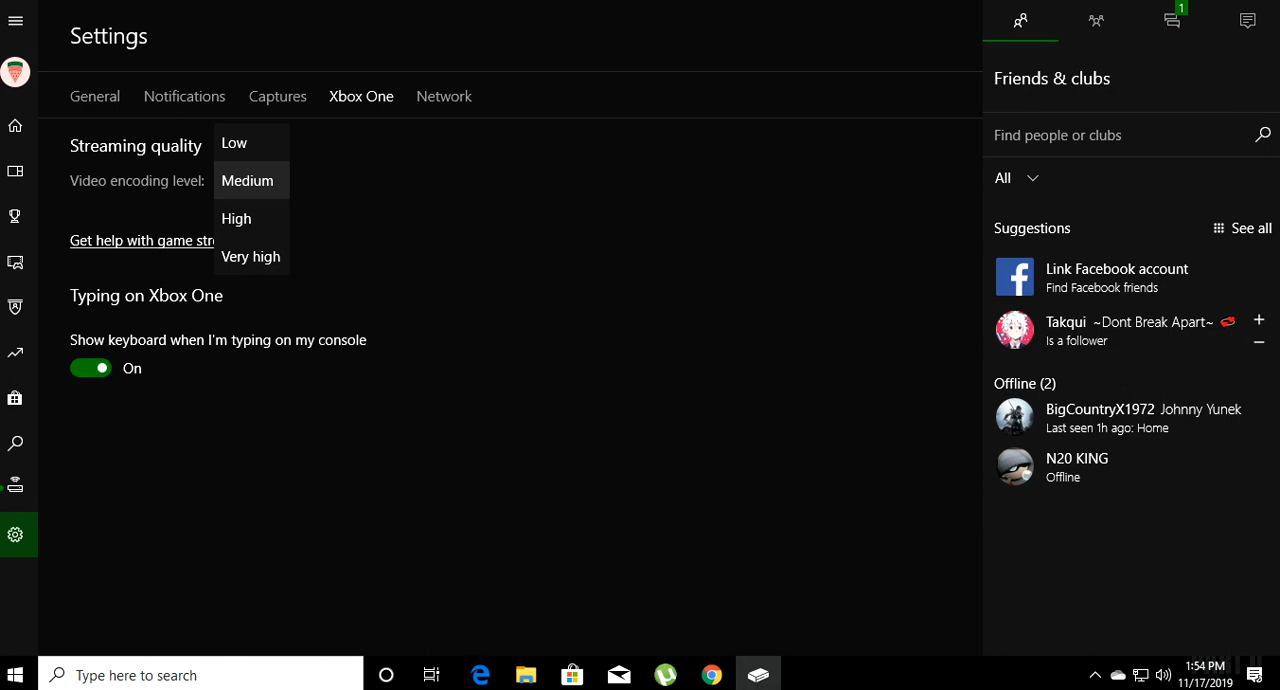 Settings
General
Notifications
Captures
Xbox One
Network
Streaming quality
Video encoding level:
Low
Medium
High
Very high
Get help with game str
Typing on Xbox One
Show keyboard when I'm typing on my console
On
1
Friends & clubs
Find people or clubs
All
Suggestions
See all
Link Facebook account
Find Facebook friends
Takqui ~Dont Break Apart~
Is a follower
Offline (2)
BigCountryX1972 Johnny Yunek
Last seen 1h ago: Home
N20 KING
Offline
Type here to search
1:54 PM
11/17/2019